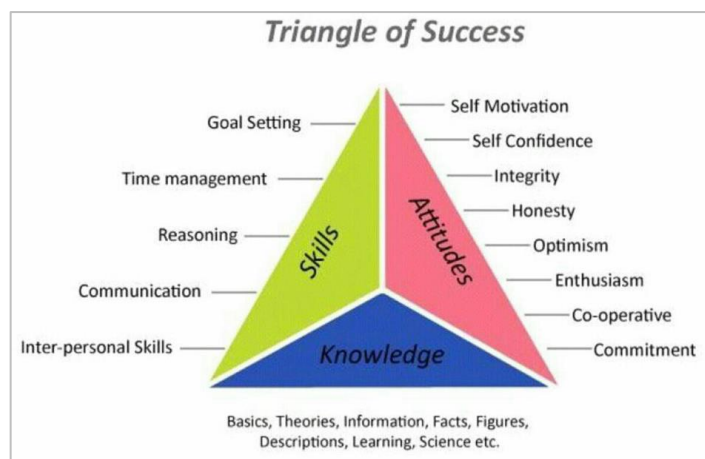 Triangle of Success
Goal Setting
Time management
Reasoning
Communication
Inter-personal Skills
Skills
Attitudes
Self Motivation
Self Confidence
Integrity
Honesty
Optimism
Enthusiasm
Co-operative
Commitment
Knowledge
Basics, Theories, Information, Facts, Figures,
Descriptions, Learning, Science etc.